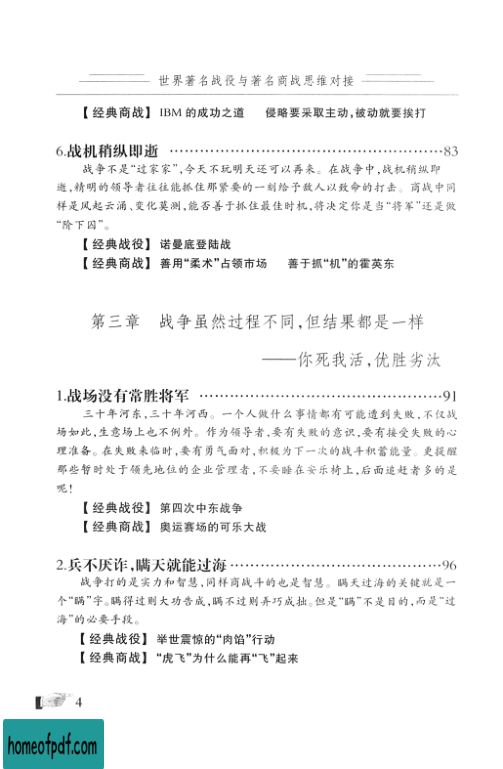 世界著名战役与著名商战思维对接
【经典商战】 IBM 的成功之道 侵略要采取主动,被动就要挨打
6.战机稍纵即逝 ……………………………………………83
战争不是“过家家”,今天不玩明天还可以再来。在战争中,战机稍纵即
逝,精明的领导者往往能抓住那紧要的一刻给予敌人以致命的打击。商战中同
样是风起云涌、变化莫测,能否善于抓住最佳时机,将决定你是当“将军”还是做
“阶下囚”。
【经典战役】 诺曼底登陆战
【经典商战】 善用“柔术”占领市场 善于抓“机”的霍英东
第三章 战争虽然过程不同,但结果都是一样
——你死我活,优胜劣汰
1.战场没有常胜将军 ………………………………………91
三十年河东,三十年河西。一个人做什么事情都有可能遭到失败,不仅战
场如此,生意场上也不例外。作为领导者,要有失败的意识,要有接受失败的心
理准备。在失败来临时,要有勇气面对,积极为下一次的战斗积蓄能量。更提醒
那些暂时处于领先地位的企业管理者,不要睡在安乐椅上,后面追赶者多的是
呢!
【经典战役】 第四次中东战争
【经典商战】 奥运赛场的可乐大战
2.兵不厌诈,瞒天就能过海……………………………………96
战争打的是实力和智慧,同样商战斗的也是智慧。瞒天过海的关键就是一
个“瞒”字。瞒得过则大功告成,瞒不过则弄巧成拙。但是“瞒”不是目的,而是“过
海”的必要手段。
【经典战役】 举世震惊的“肉馅”行动
【经典商战】 “虎飞”为什么能再“飞”起来
4
homeofpdf.com